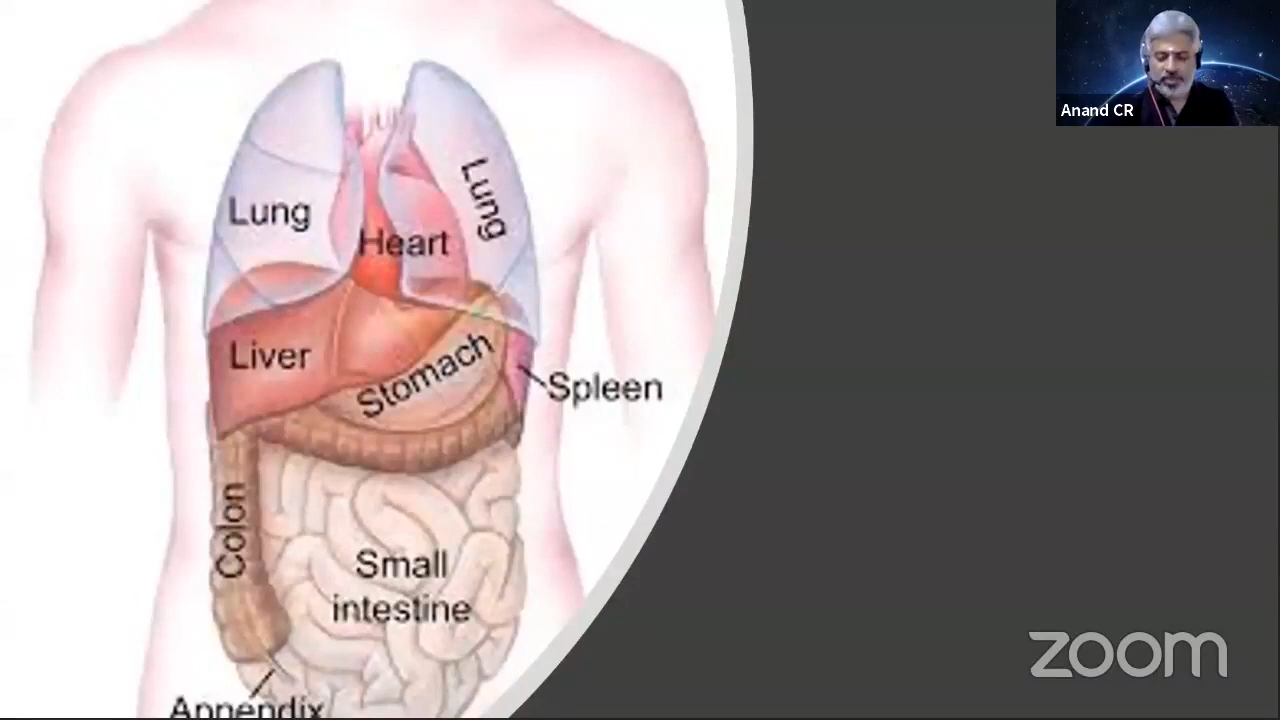 Anand CR
Lung
Lung
Heart
Liver
Stomach
Spleen
Colon
Small
intestine
Appendix
zoom